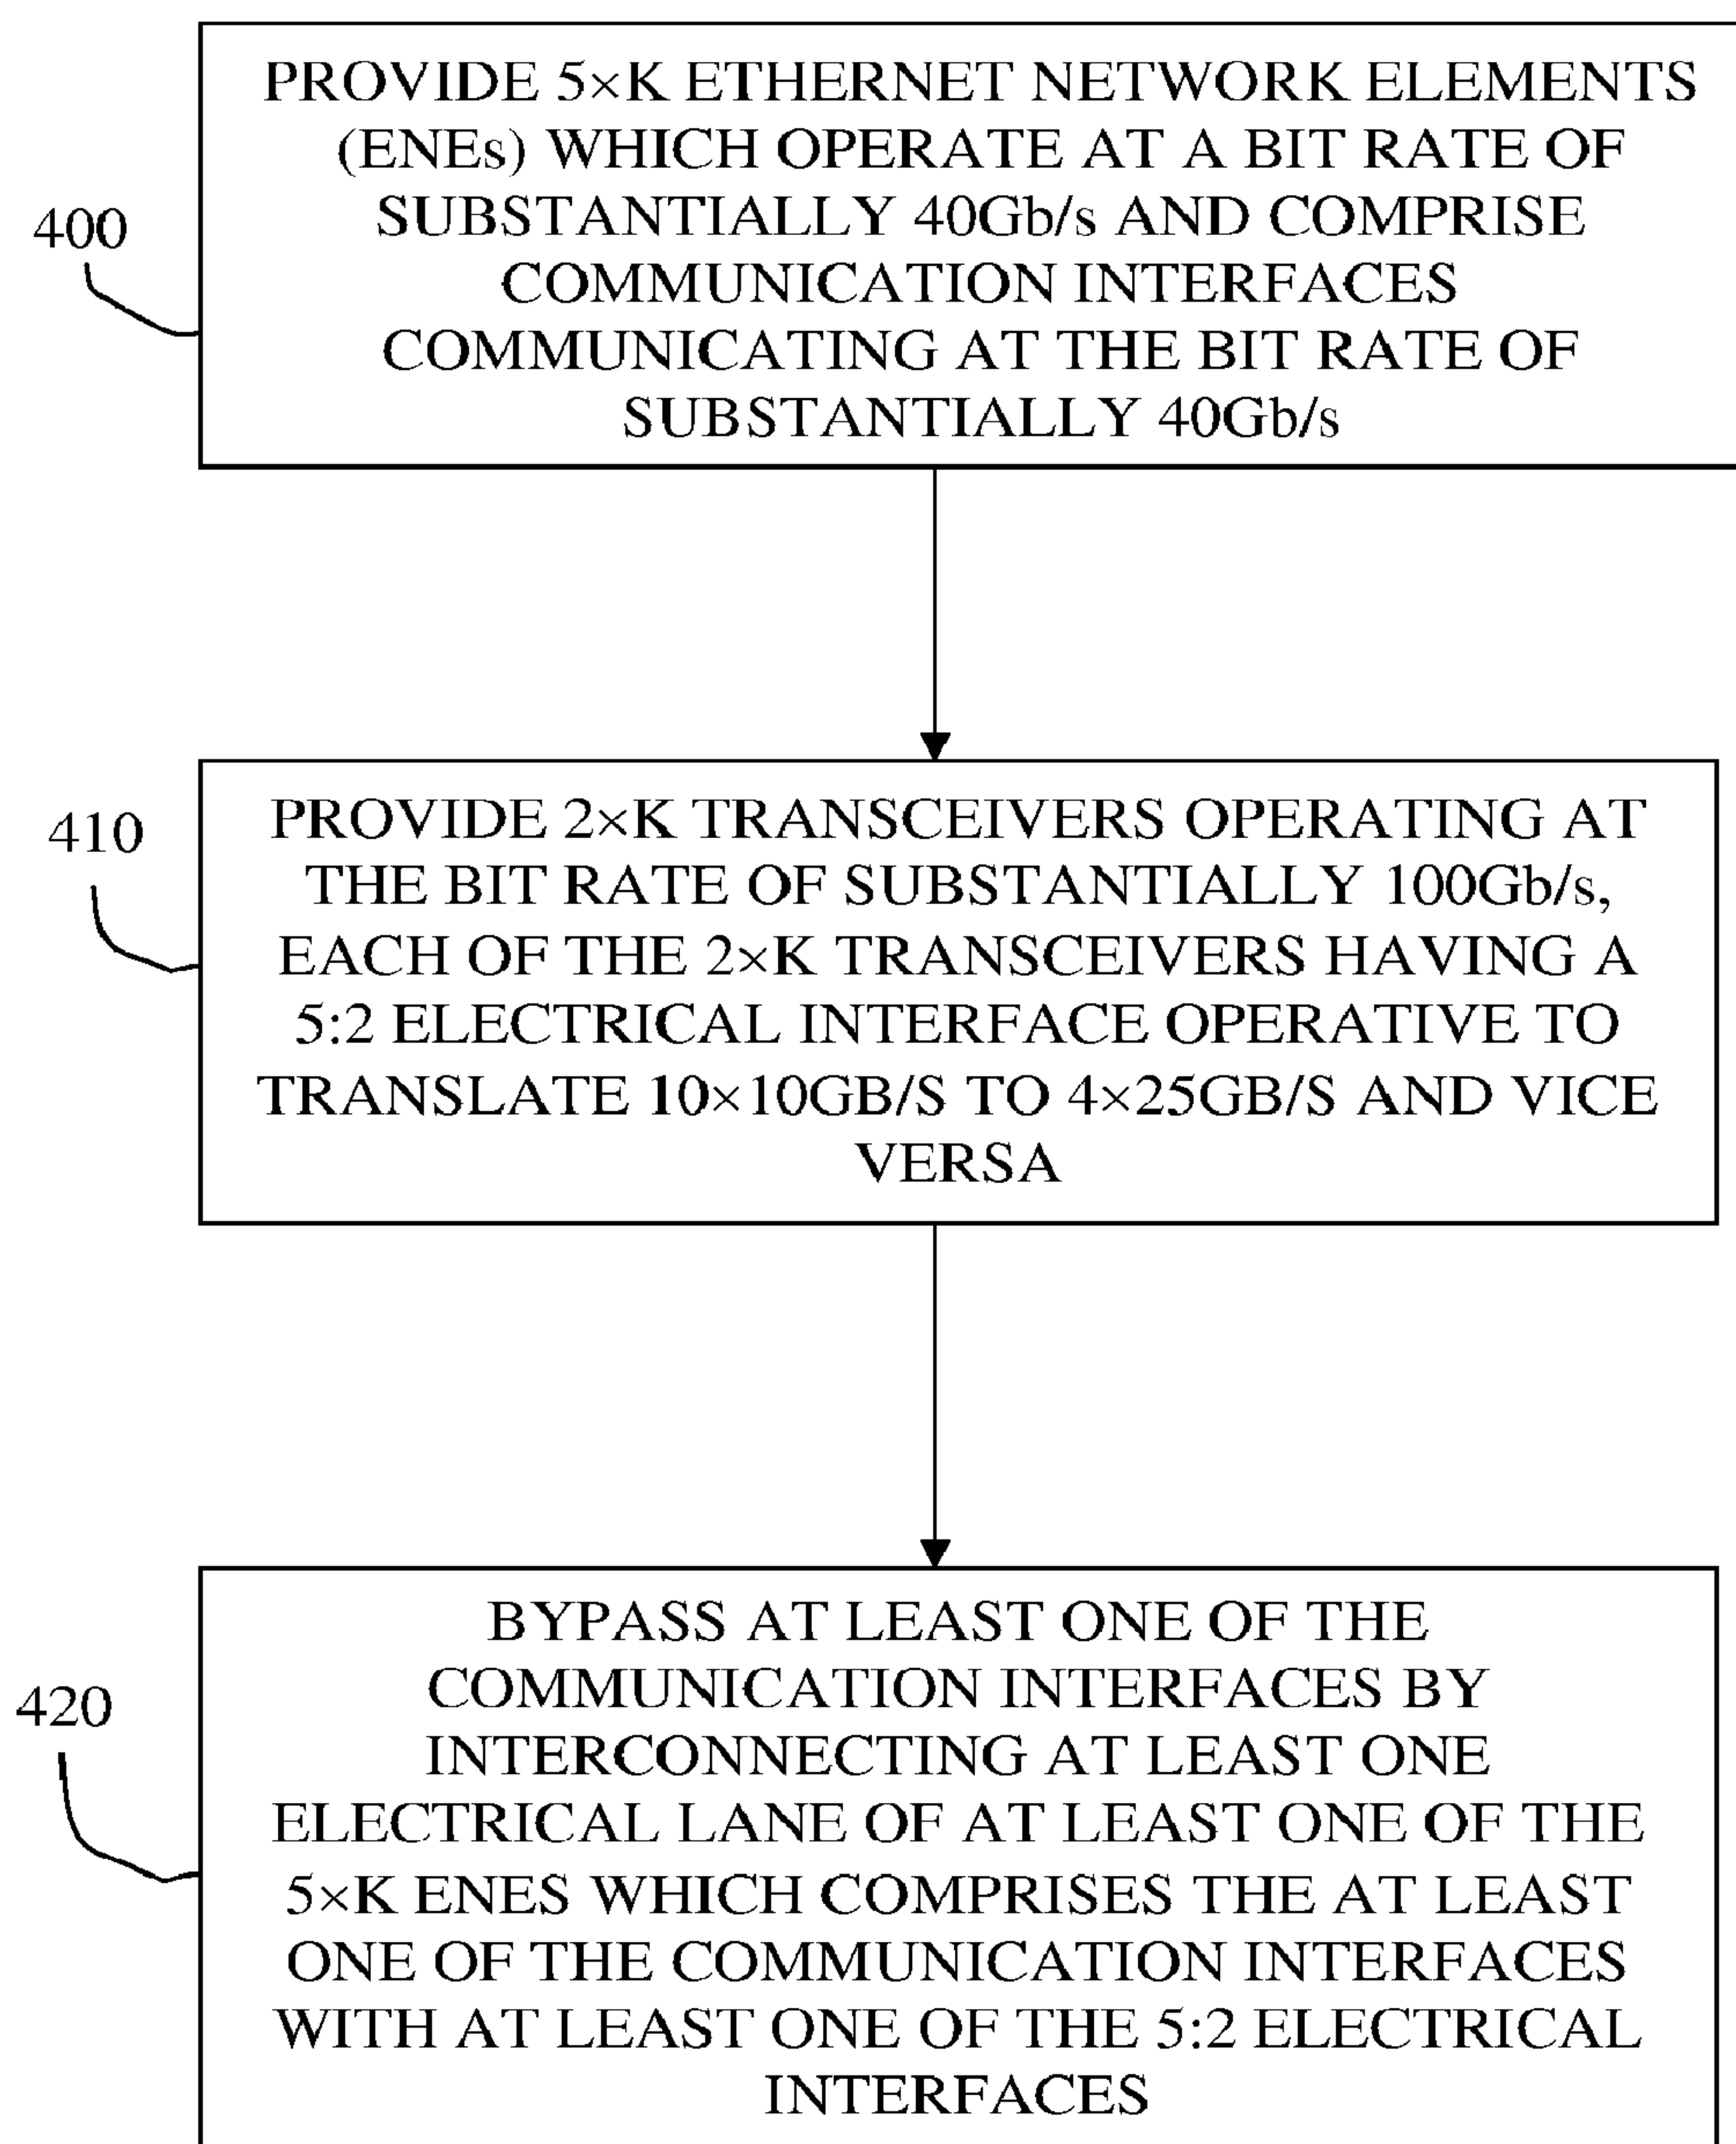 PROVIDE 5×K ETHERNET NETWORK ELEMENTS
(ENEs) WHICH OPERATE AT A BIT RATE OF
SUBSTANTIALLY 40Gb/s AND COMPRISE
COMMUNICATION INTERFACES
COMMUNICATING AT THE BIT RATE OF
SUBSTANTIALLY 40Gb/s
400
PROVIDE 2×K TRANSCEIVERS OPERATING AT
THE BIT RATE OF SUBSTANTIALLY 100Gb/s,
EACH OF THE 2×K TRANSCEIVERS HAVING A
5:2 ELECTRICAL INTERFACE OPERATIVE TO
TRANSLATE 10×10GB/S TO 4×25GB/S AND VICE
VERSA
410
BYPASS AT LEAST ONE OF THE
COMMUNICATION INTERFACES BY
INTERCONNECTING AT LEAST ONE
ELECTRICAL LANE OF AT LEAST ONE OF THE
5×K ENES WHICH COMPRISES THE AT LEAST
ONE OF THE COMMUNICATION INTERFACES
WITH AT LEAST ONE OF THE 5:2 ELECTRICAL
INTERFACES
420